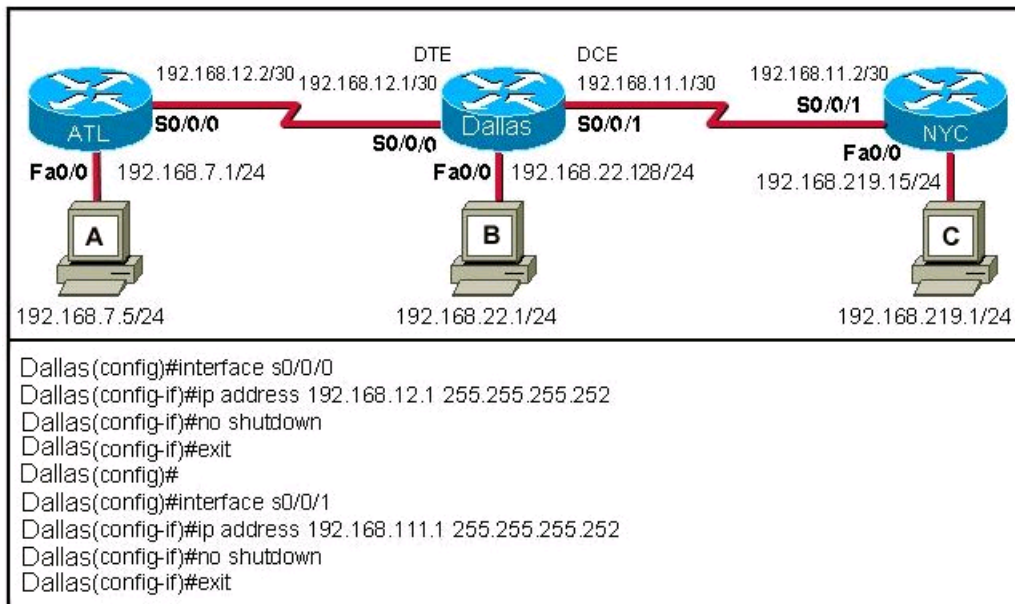 DTE
DCE
192.168.12.2/30
192.168.12.1/30
192.168.11.1/30
192.168.11.2/30
ATL
S0/0/0
S0/0/0
Dallas
S0/0/1
S0/0/1
NYC
Fa0/0
192.168.7.1/24
Fa0/0
192.168.22.128/24
Fa0/0
192.168.219.15/24
A
B
C
192.168.7.5/24
192.168.22.1/24
192.168.219.1/24
Dallas(config)#interface s0/0/0
Dallas(config-if)#ip address 192.168.12.1 255.255.255.252
Dallas(config-if)#no shutdown
Dallas(config-if)#exit
Dallas(config)#
Dallas(config)#interface s0/0/1
Dallas(config-if)#ip address 192.168.111.1 255.255.255.252
Dallas(config-if)#no shutdown
Dallas(config-if)#exit